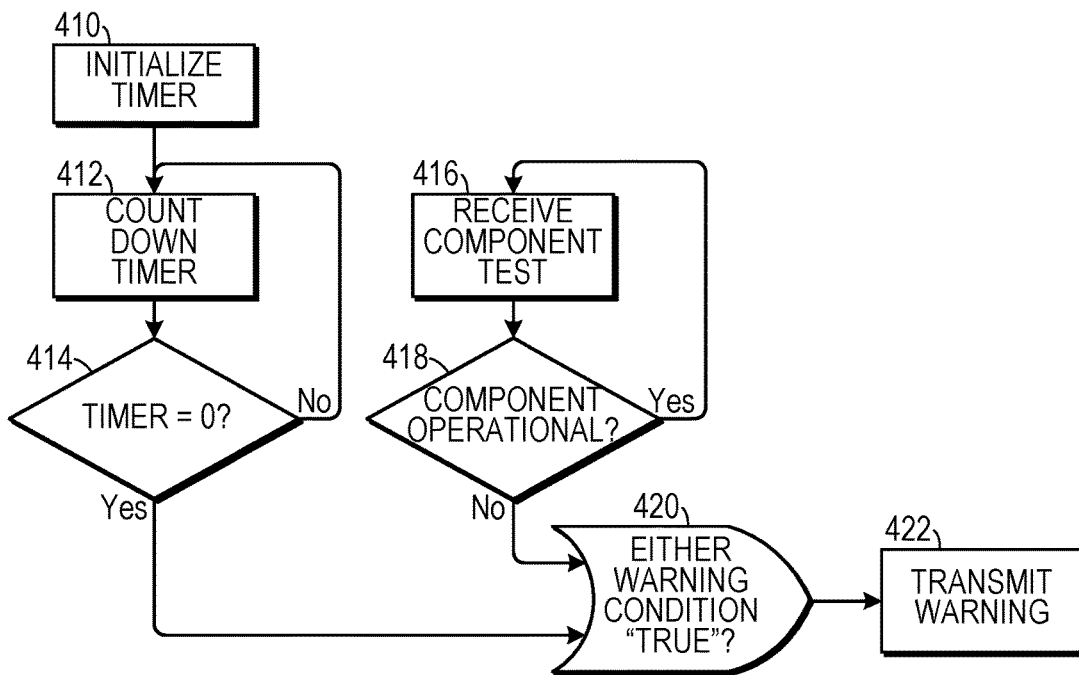 410
INITIALIZE
TIMER
412
COUNT
DOWN
TIMER
414
TIMER = 0?
No
Yes
416
RECEIVE
COMPONENT
TEST
418
COMPONENT
OPERATIONAL?
Yes
No
420
EITHER
WARNING
CONDITION
“TRUE”?
422
TRANSMIT
WARNING